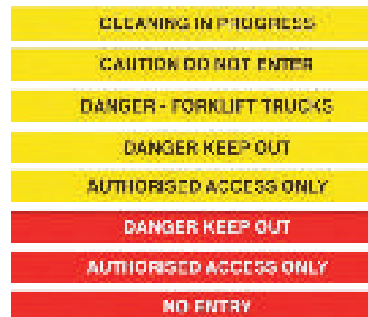 CLEANING IN PROGRESS
CAUTION DO NOT ENTER
DANGER - FORKLIFT TRUCKS
DANGER KEEP OUT
AUTHORISED ACCESS ONLY
DANGER KEEP OUT
AUTHORISED ACCESS ONLY
NO ENTRY